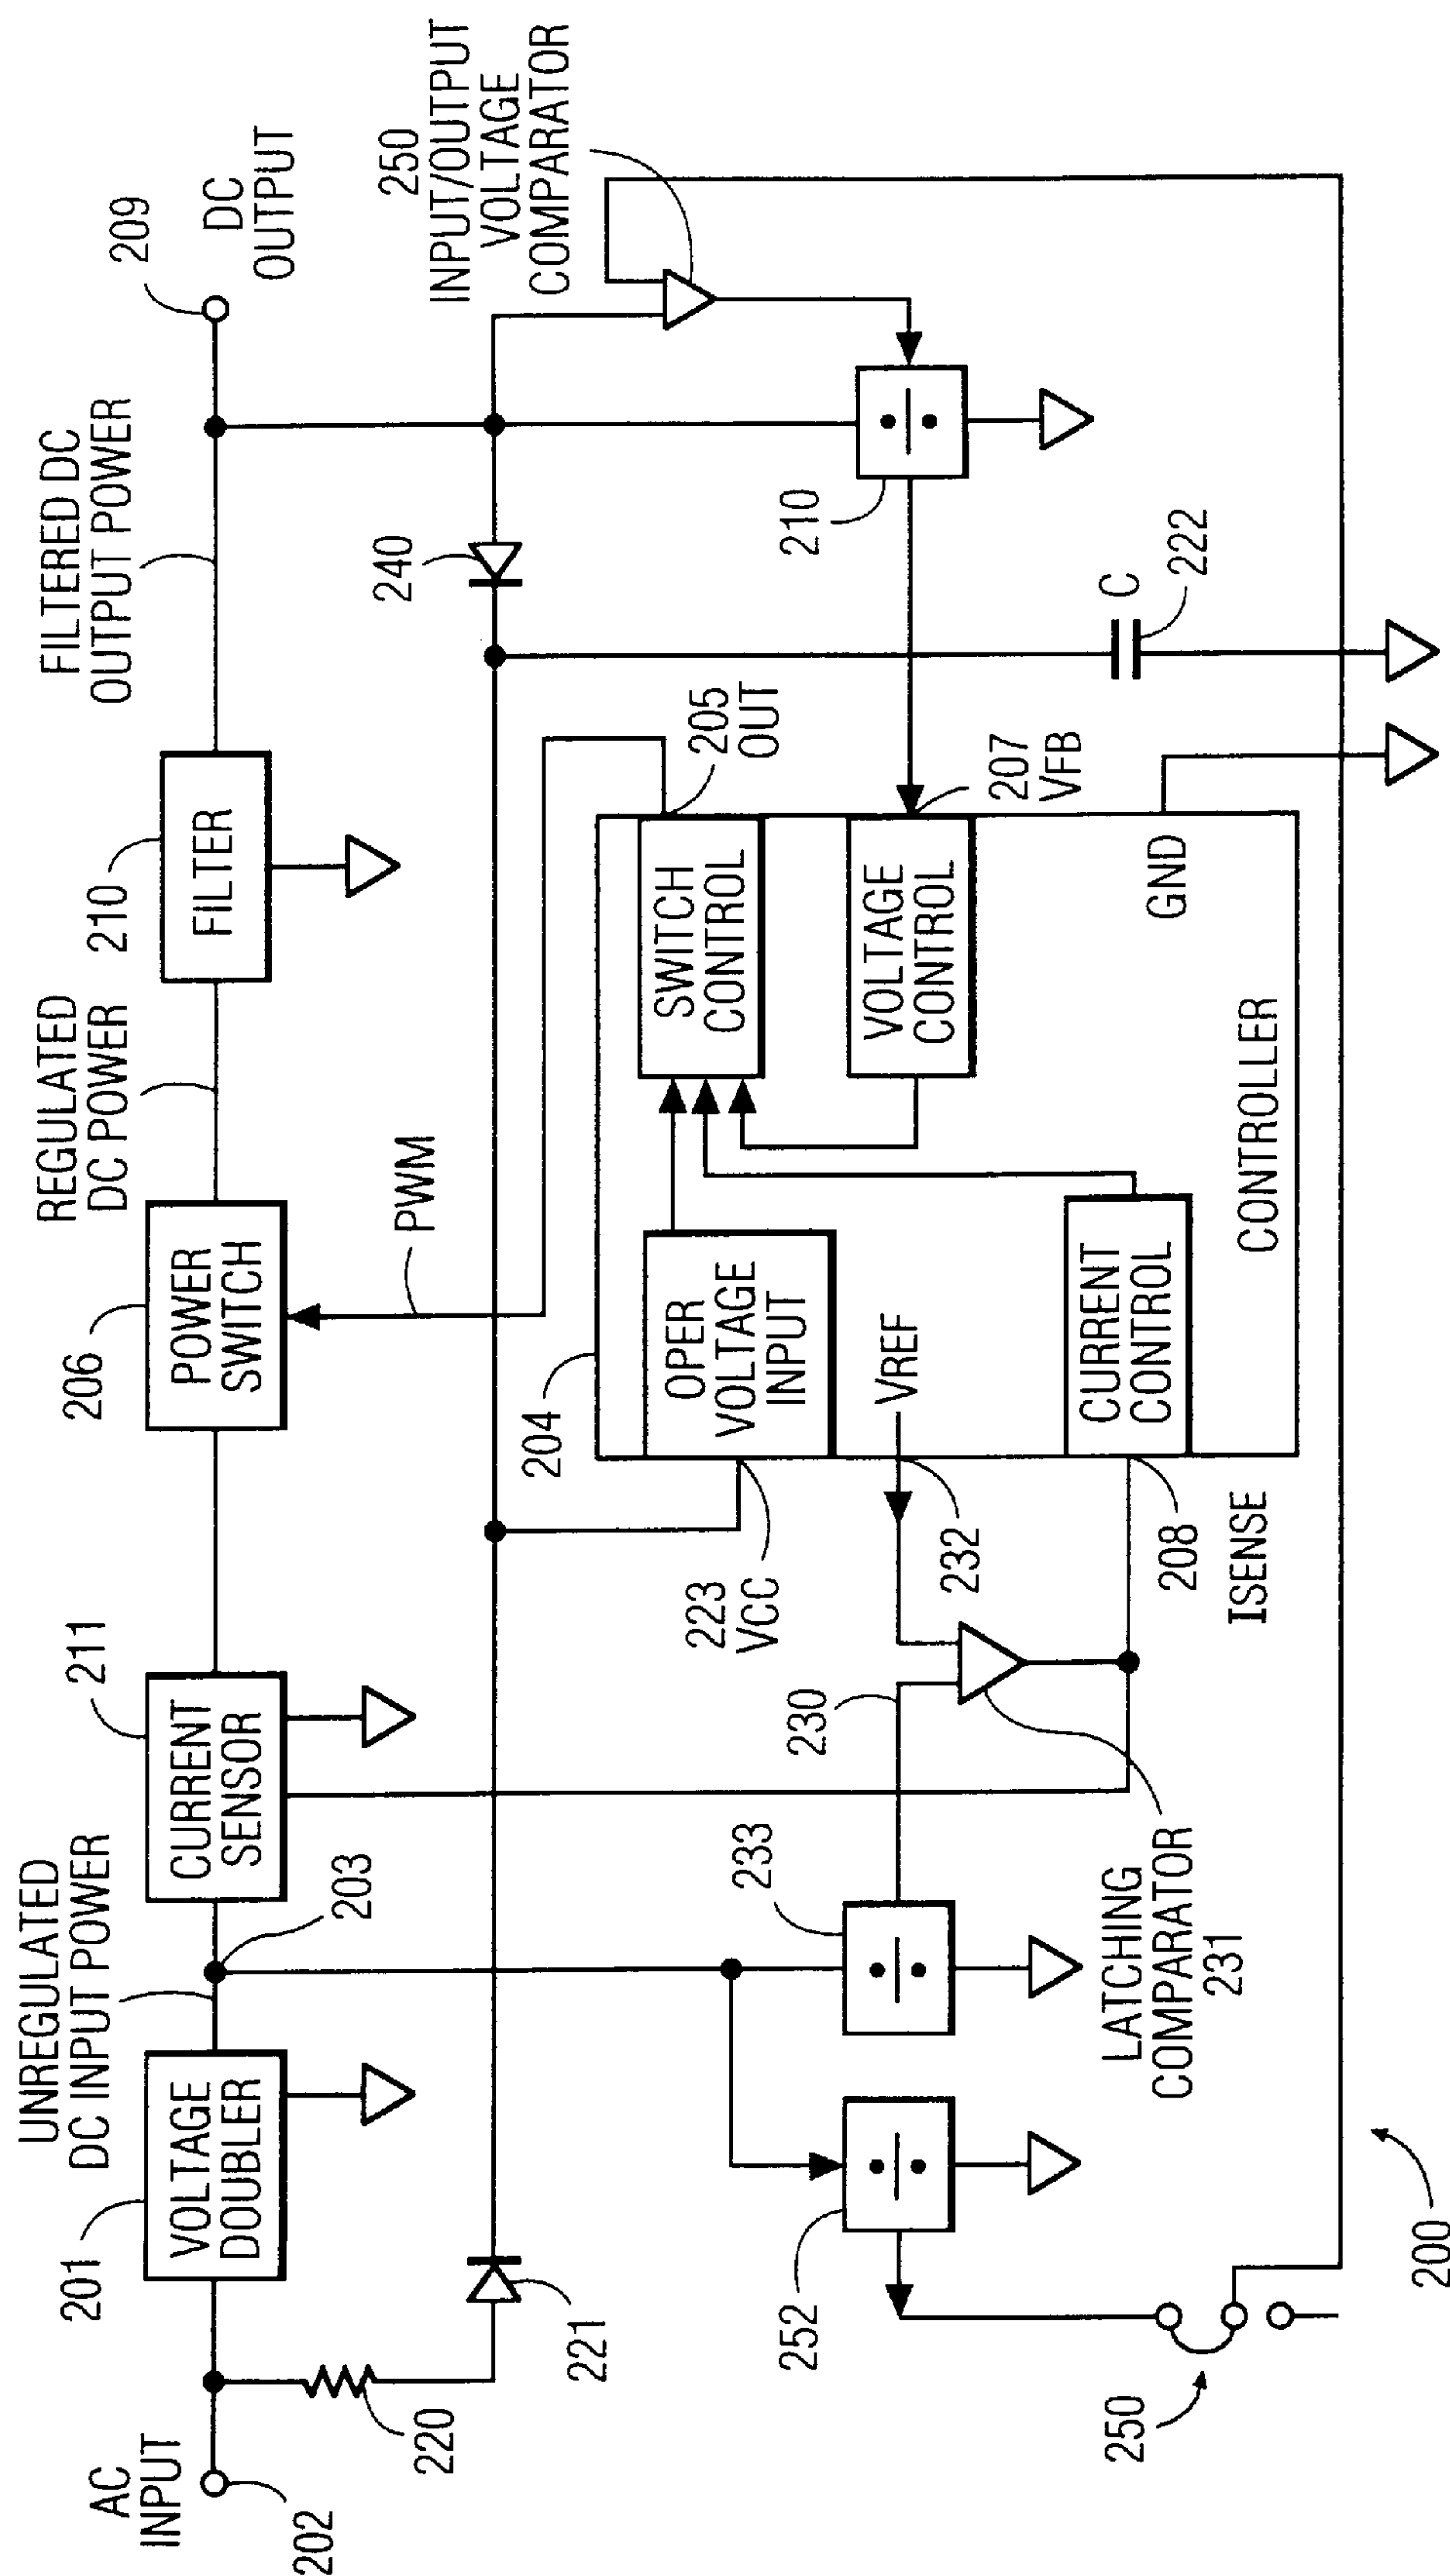 AC
INPUT
202
220
221
201
VOLTAGE
DOUBLER
UNREGULATED
DC INPUT POWER
203
CURRENT
SENSOR
211
206
POWER
SWITCH
PWM
REGULATED
DC POWER
210
FILTER
FILTERED DC
OUTPUT POWER
209
DC
OUTPUT
240
250
INPUT/OUTPUT
VOLTAGE
COMPARATOR
252
233
230
LATCHING
COMPARATOR
231
223
VCC
232
208
ISENSE
204
OPER
VOLTAGE
INPUT
VREF
CURRENT
CONTROL
SWITCH
CONTROL
VOLTAGE
CONTROL
GND
CONTROLLER
205
OUT
207
VFB
210
C
222
250
200